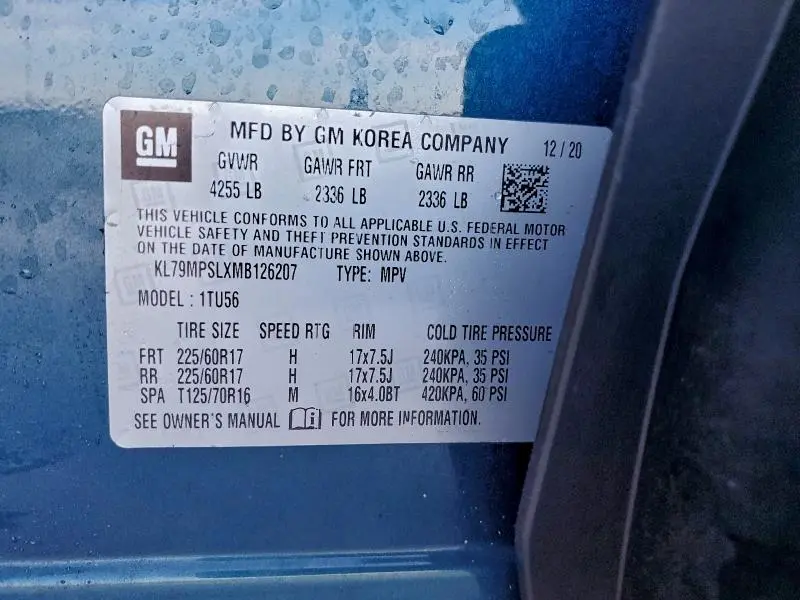 GM MFD BY GM KOREA COMPANY 12/20
GVWR GAWR FRT GAWR RR
4255 LB 2336 LB 2336 LB
THIS VEHICLE CONFORMS TO ALL APPLICABLE U.S. FEDERAL MOTOR
VEHICLE SAFETY AND THEFT PREVENTION STANDARDS IN EFFECT
ON THE DATE OF MANUFACTURE SHOWN ABOVE.
KL79MPSLXMB126207 TYPE: MPV
MODEL : 1TU56
TIRE SIZE SPEED RTG RIM COLD TIRE PRESSURE
FRT 225/60R17 H 17x7.5J 240KPA, 35 PSI
RR 225/60R17 H 17x7.5J 240KPA, 35 PSI
SPA T125/70R16 M 16x4.0BT 420KPA, 60 PSI
SEE OWNER'S MANUAL FOR MORE INFORMATION.